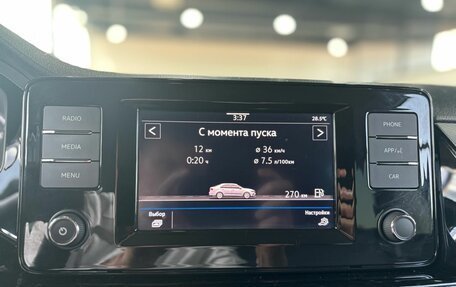 RADIO
MEDIA
MENU
3:37 28.5°C
С момента пуска
12 км ø 36 км/ч
0:20 ч ø 7.5 л/100км
270 км
Выбор Настройки
PHONE
APP
CAR